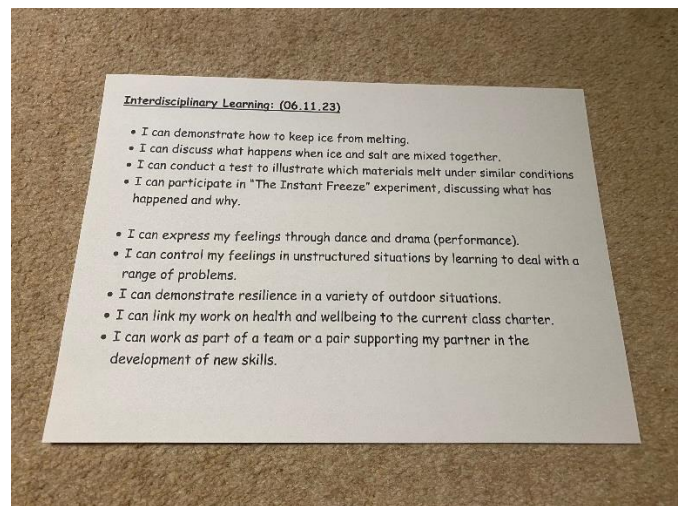 Interdisciplinary Learning: (06.11.23)
• I can demonstrate how to keep ice from melting.
• I can discuss what happens when ice and salt are mixed together.
• I can conduct a test to illustrate which materials melt under similar conditions
• I can participate in "The Instant Freeze" experiment, discussing what has
happened and why.
• I can express my feelings through dance and drama (performance).
• I can control my feelings in unstructured situations by learning to deal with a
range of problems.
• I can demonstrate resilience in a variety of outdoor situations.
• I can link my work on health and wellbeing to the current class charter.
• I can work as part of a team or a pair supporting my partner in the
development of new skills.